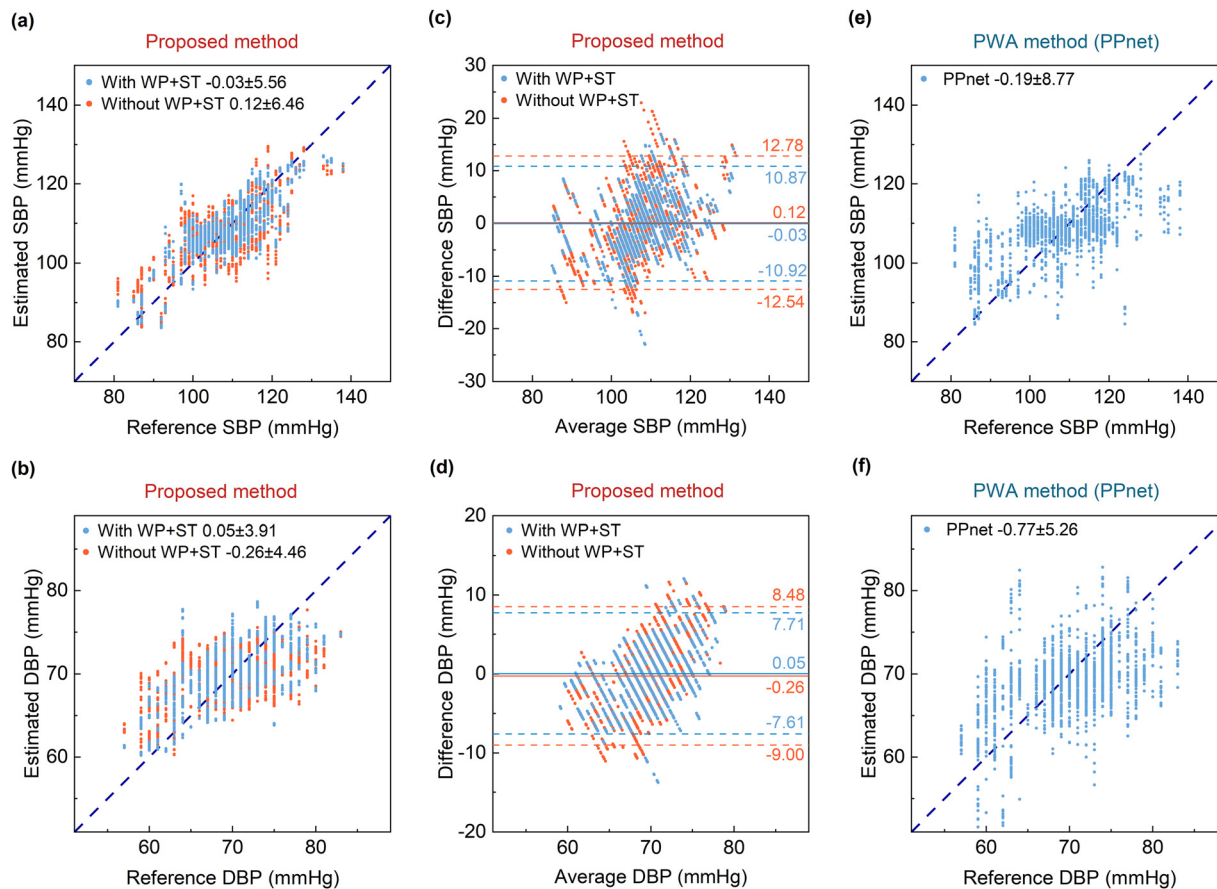 (a)
Proposed method
With WP+ST -0.03±5.56
Without WP+ST 0.12±6.46
140
120
100
80
80
100
120
140
Estimated SBP (mmHg)
Reference SBP (mmHg)
(c)
Proposed method
With WP+ST
Without WP+ST
30
20
10
0
-10
-20
-30
12.78
10.87
0.12
-0.03
-10.92
-12.54
80
100
120
140
Difference SBP (mmHg)
Average SBP (mmHg)
(e)
PWA method (PPnet)
PPnet -0.19±8.77
140
120
100
80
80
100
120
140
Estimated SBP (mmHg)
Reference SBP (mmHg)
(b)
Proposed method
With WP+ST 0.05±3.91
Without WP+ST -0.26±4.46
80
70
60
60
70
80
Estimated DBP (mmHg)
Reference DBP (mmHg)
(d)
Proposed method
With WP+ST
Without WP+ST
20
10
0
-10
-20
8.48
7.71
0.05
-0.26
-7.61
-9.00
60
70
80
Difference DBP (mmHg)
Average DBP (mmHg)
(f)
PWA method (PPnet)
PPnet -0.77±5.26
80
70
60
60
70
80
Estimated DBP (mmHg)
Reference DBP (mmHg)